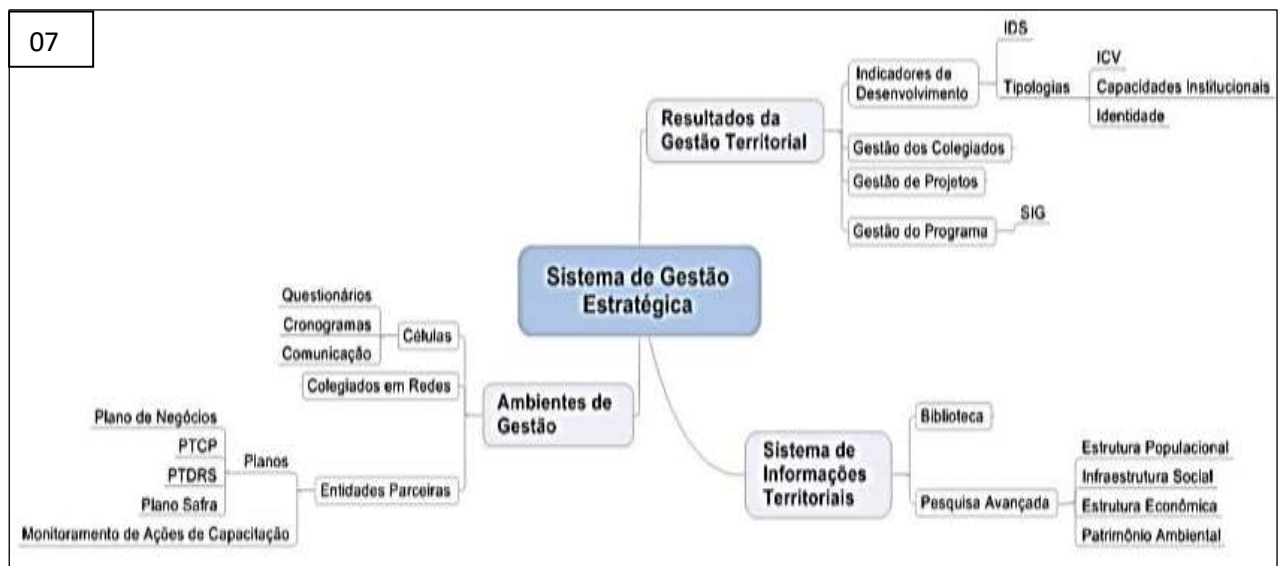 07
IDS
ICV
Indicadores de
Desenvolvimento
Tipologias
Capacidades Institucionais
Identidade
Resultados da
Gestão Territorial
Gestão dos Colegiados
Gestão de Projetos
Gestão do Programa
SIG
Sistema de Gestão
Estratégica
Questionários
Cronogramas
Comunicação
Células
Colegiados em Redes
Ambientes de
Gestão
Plano de Negócios
PTCP
PTDRS
Plano Safra
Planos
Entidades Parceiras
Monitoramento de Ações de Capacitação
Sistema de
Informações
Territoriais
Biblioteca
Pesquisa Avançada
Estrutura Populacional
Infraestrutura Social
Estrutura Econômica
Patrimônio Ambiental